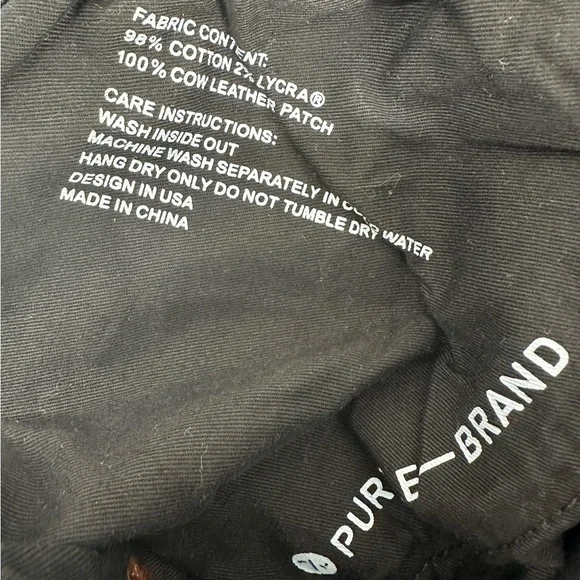 FABRIC CONTENT:
98% COTTON 2% LYCRA®
100% COW LEATHER PATCH
CARE INSTRUCTIONS:
WASH INSIDE OUT
MACHINE WASH SEPARATELY IN COLD WATER
HANG DRY ONLY DO NOT TUMBLE DRY
DESIGN IN USA
MADE IN CHINA
PURE—BRAND